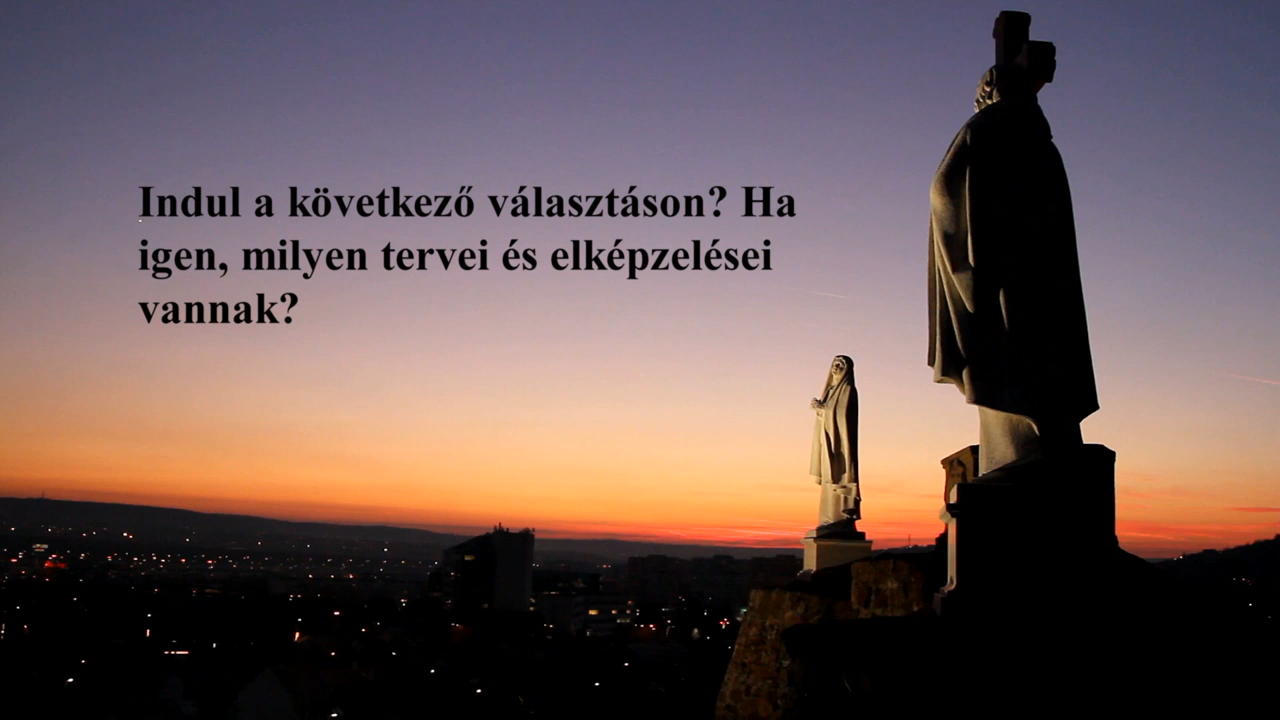 Indul a következő választáson? Ha
igen, milyen tervei és elképzelései
vannak?